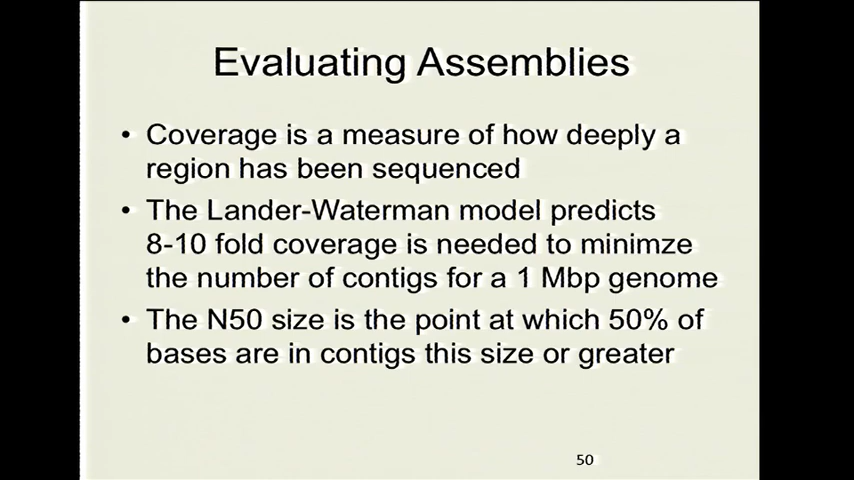 Evaluating Assemblies
• Coverage is a measure of how deeply a
region has been sequenced
• The Lander-Waterman model predicts
8-10 fold coverage is needed to minimze
the number of contigs for a 1 Mbp genome
• The N50 size is the point at which 50% of
bases are in contigs this size or greater
50